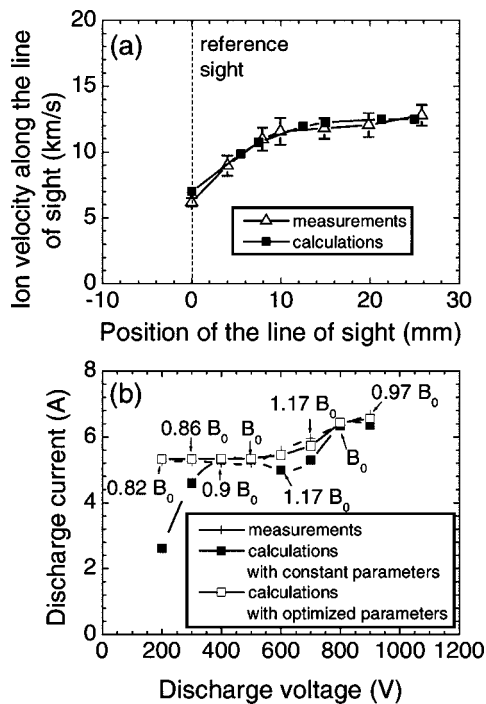 (a)
reference
sight
Ion velocity along the line
of sight (km/s)
20
15
10
5
0
measurements
calculations
-10 0 10 20 30
Position of the line of sight (mm)
(b)
Discharge current (A)
8
6
4
2
0
0.97 B0
1.17 B0
0.86 B0
B0
B0
0.82 B0
0.9 B0
1.17 B0
measurements
calculations
with constant parameters
calculations
with optimized parameters
0 200 400 600 800 1000 1200
Discharge voltage (V)